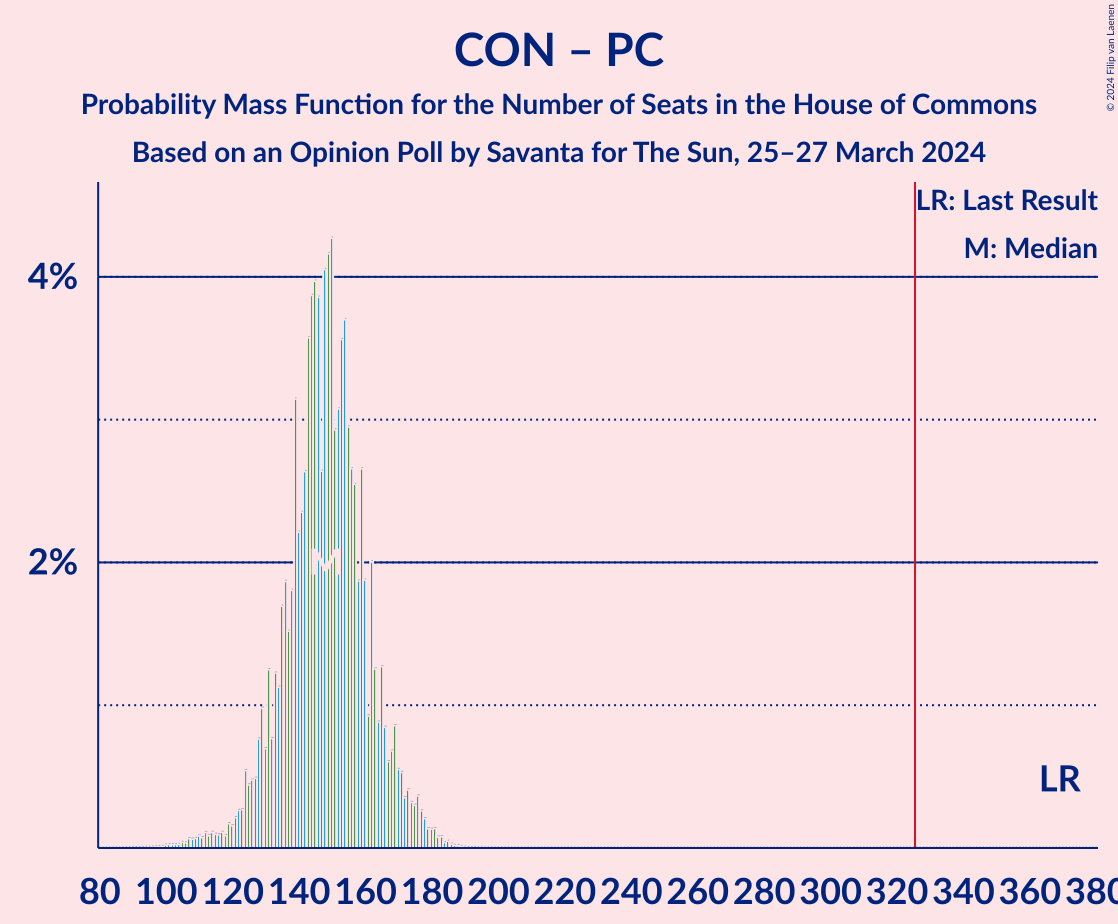 CON – PC
Probability Mass Function for the Number of Seats in the House of Commons
Based on an Opinion Poll by Savanta for The Sun, 25–27 March 2024
© 2024 Filip van Laenen
LR: Last Result
M: Median
4%
2%
M
LR
80 100 120 140 160 180 200 220 240 260 280 300 320 340 360 380